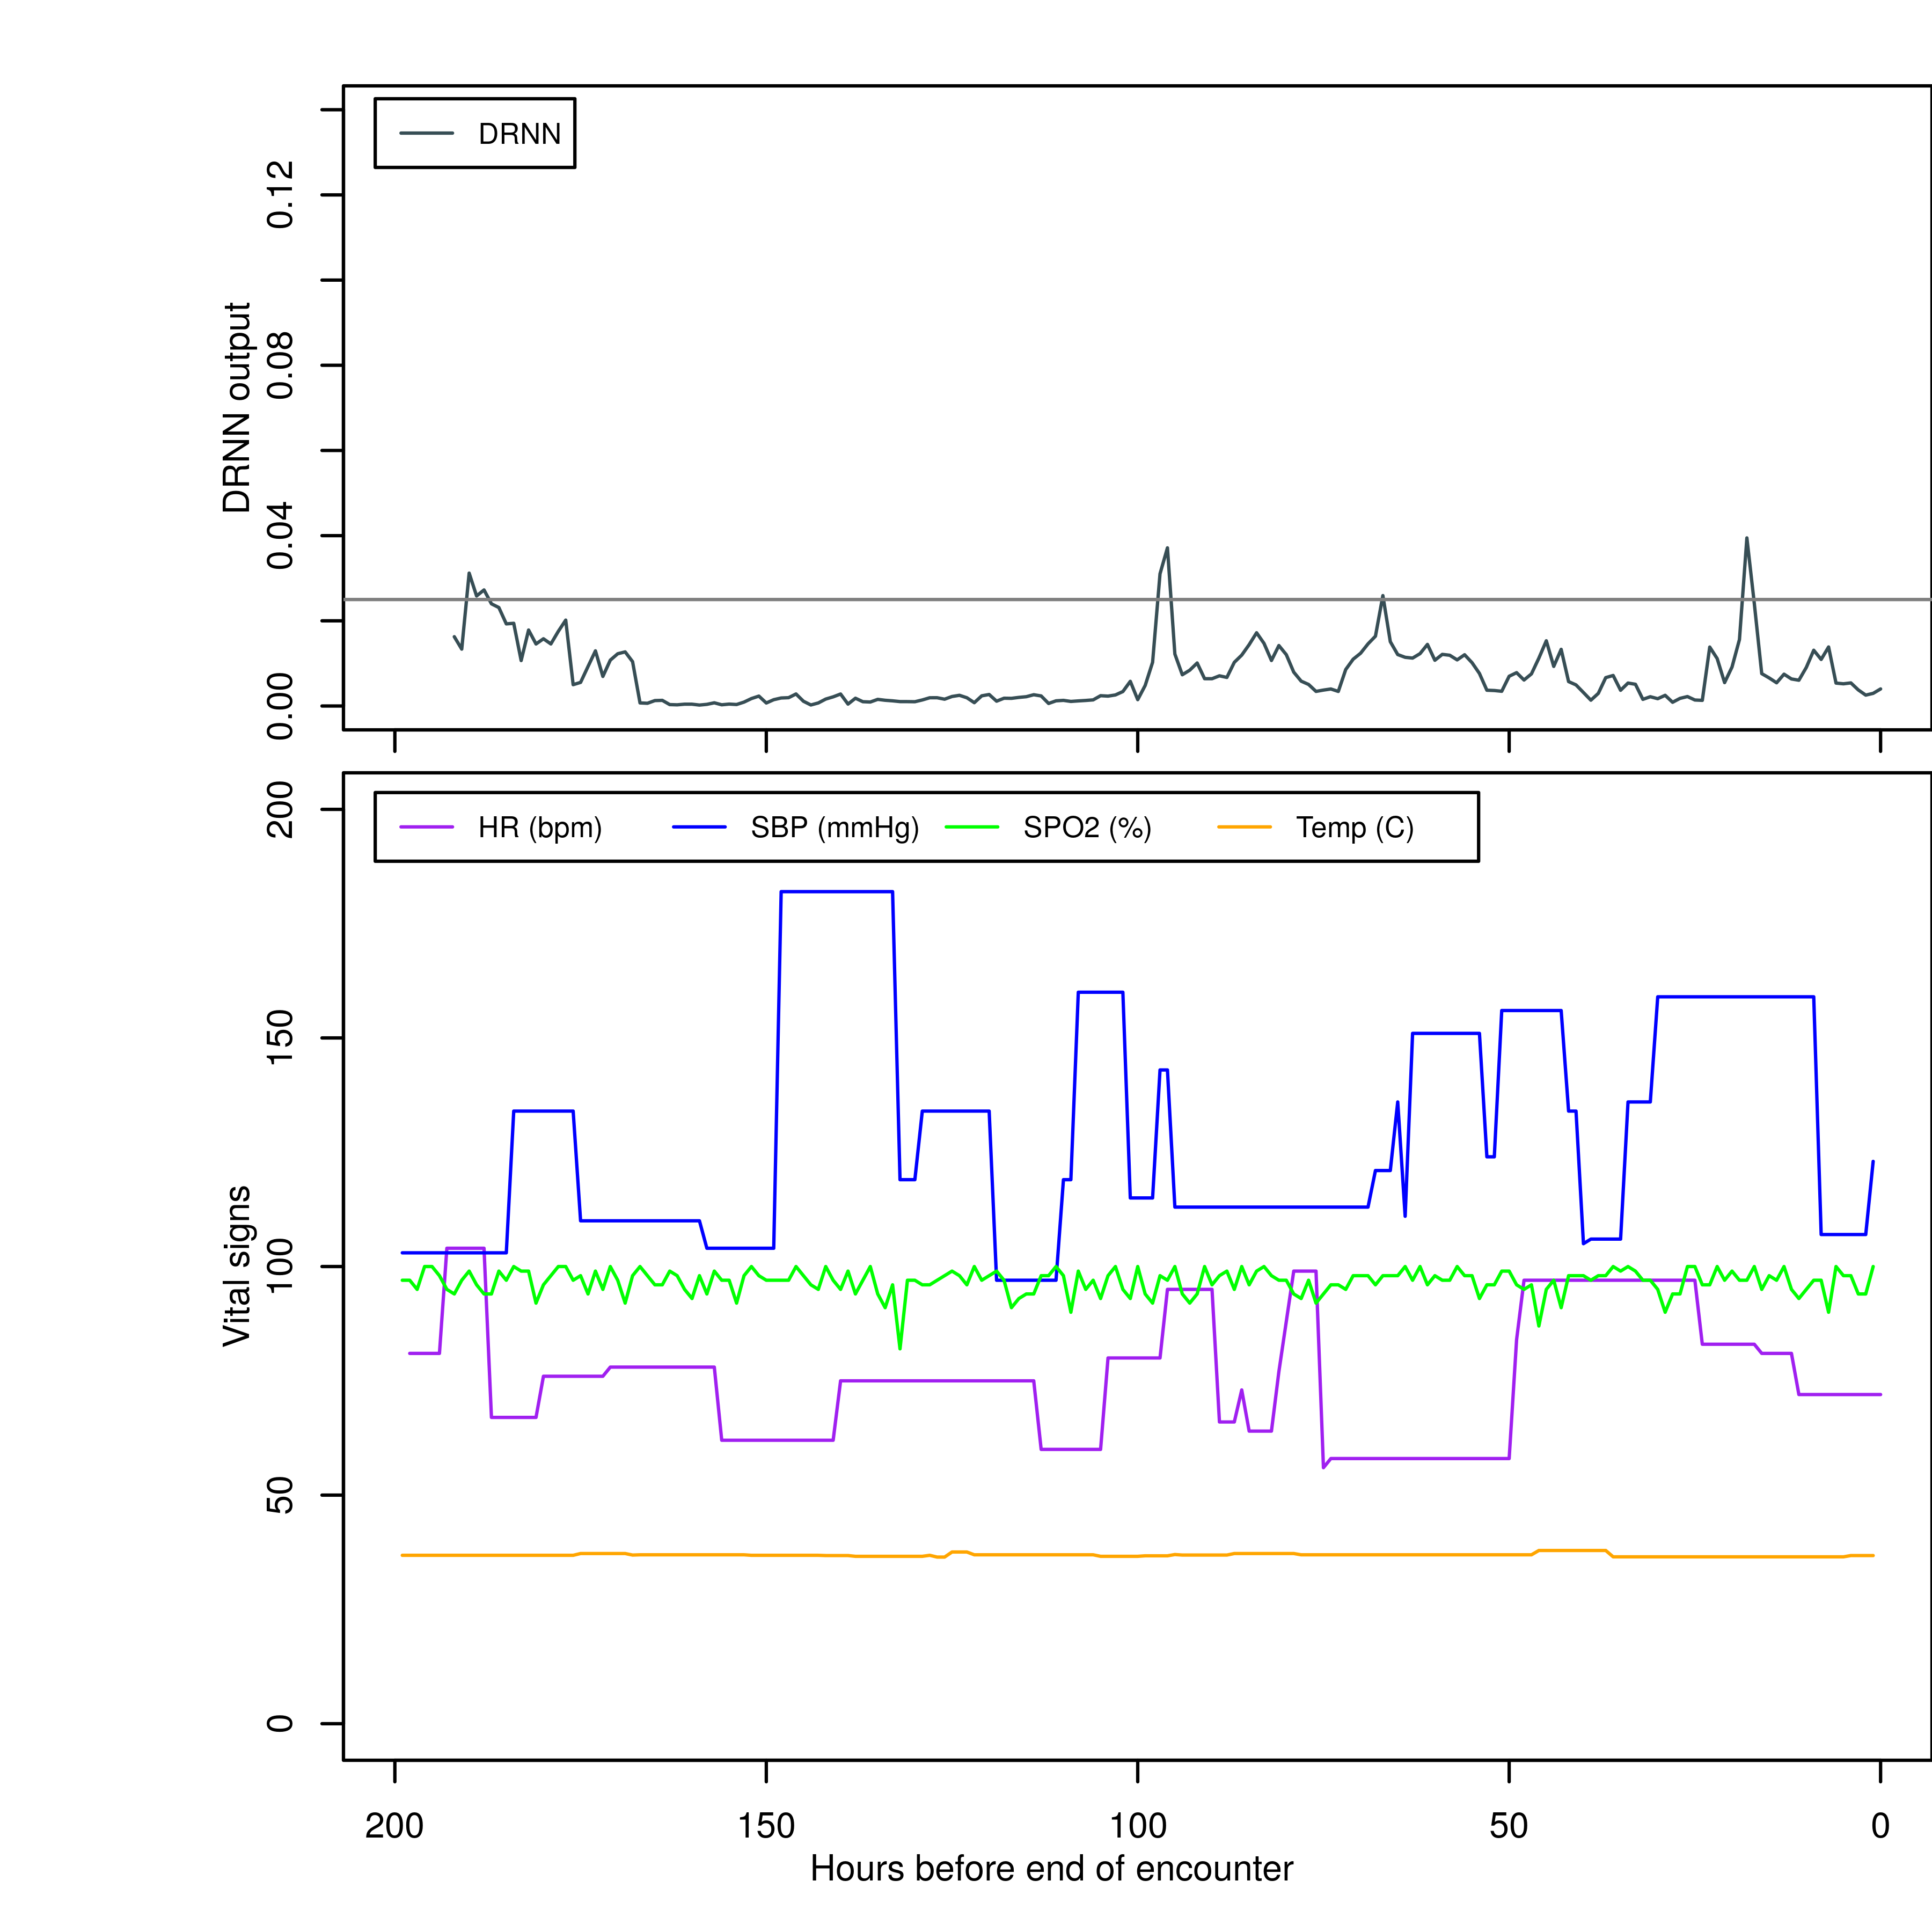 DRNN
DRNN output
0.12
0.08
0.04
0.00
HR (bpm) SBP (mmHg) SPO2 (%) Temp (C)
Vital signs
200
150
100
50
0
200 150 100 50 0
Hours before end of encounter